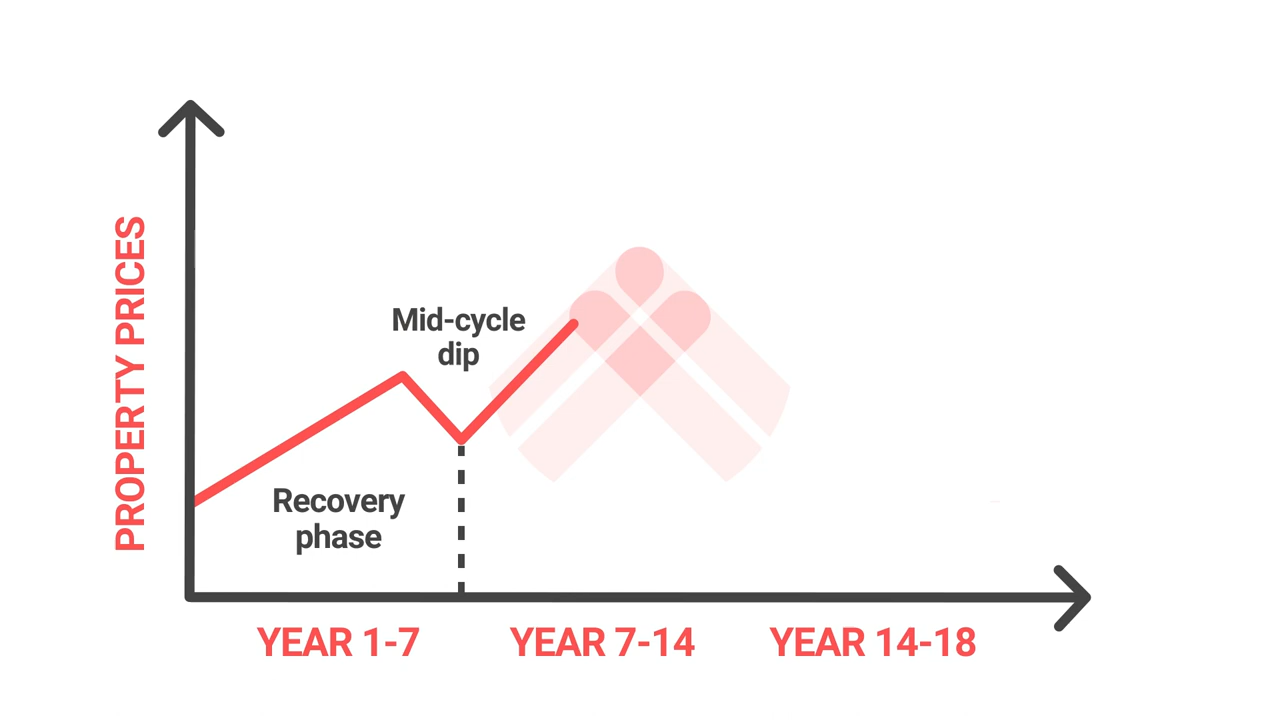 PROPERTY PRICES
Mid-cycle
dip
Recovery
phase
YEAR 1-7
YEAR 7-14
YEAR 14-18